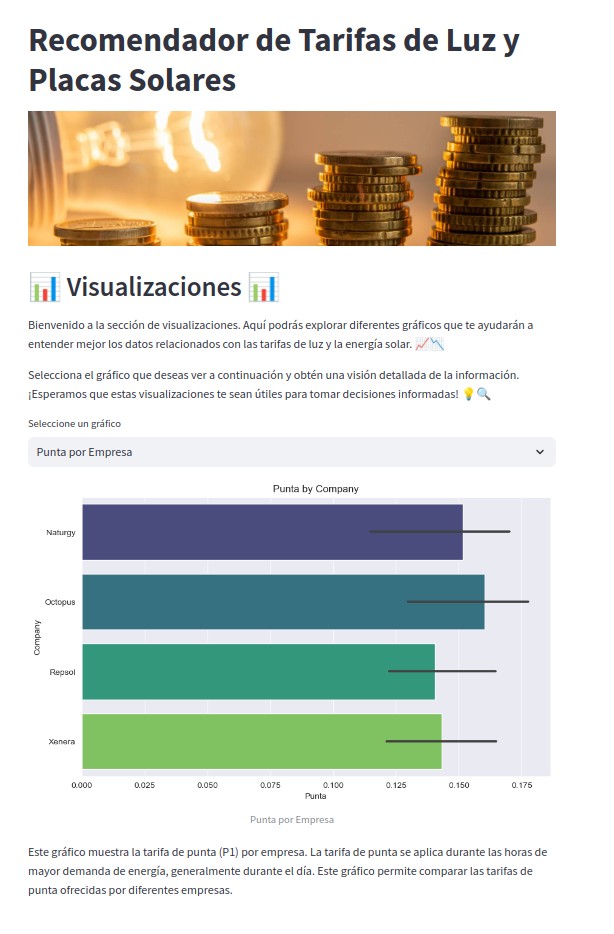 Recomendador de Tarifas de Luz y
Placas Solares
📊 Visualizaciones 📊
Bienvenido a la sección de visualizaciones. Aquí podrás explorar diferentes gráficos que te ayudarán a
entender mejor los datos relacionados con las tarifas de luz y la energía solar. 📈📉
Selecciona el gráfico que deseas ver a continuación y obtén una visión detallada de la información.
¡Esperamos que estas visualizaciones te sean útiles para tomar decisiones informadas! 💡🔍
Seleccione un gráfico
Punta por Empresa
Punta by Company
Company
Naturgy
Octopus
Repsol
Xenera
0.000 0.025 0.050 0.075 0.100 0.125 0.150 0.175
Punta
Punta por Empresa
Este gráfico muestra la tarifa de punta (P1) por empresa. La tarifa de punta se aplica durante las horas de
mayor demanda de energía, generalmente durante el día. Este gráfico permite comparar las tarifas de
punta ofrecidas por diferentes empresas.